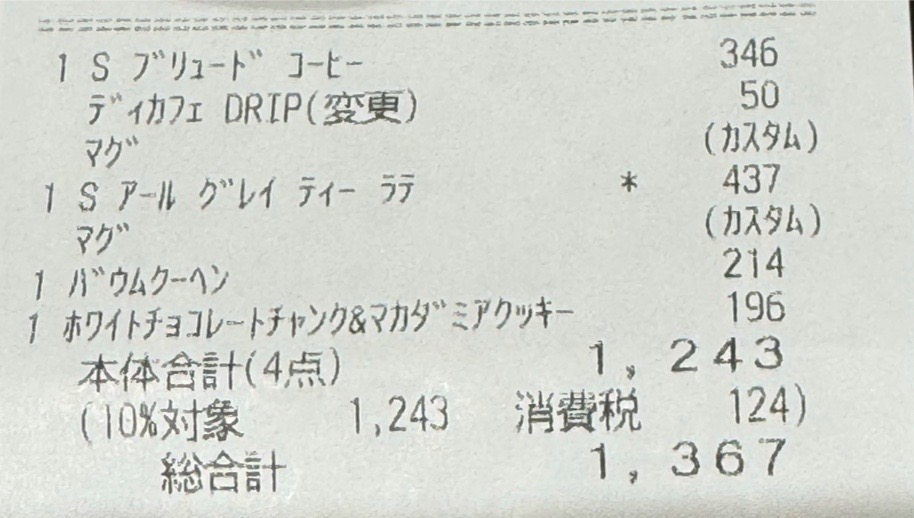 1 S ﾌﾞﾘｭｰﾄﾞ ｺｰﾋｰ 346
ﾃﾞｨｶﾌｪ DRIP(変更) 50
ﾏｸﾞ (ｶｽﾀﾑ)
1 S ｱｰﾙ ｸﾞﾚｲ ﾃｨｰ ﾗﾃ * 437
ﾏｸﾞ (ｶｽﾀﾑ)
1 ﾊﾞｳﾑｸｰﾍﾝ 214
1 ﾎﾜｲﾄﾁｮｺﾚｰﾄﾁｬﾝｸ&ﾏｶﾀﾞﾐｱｸｯｷｰ 196
本体合計(4点) 1,243
(10%対象 1,243 消費税 124)
総合計 1,367